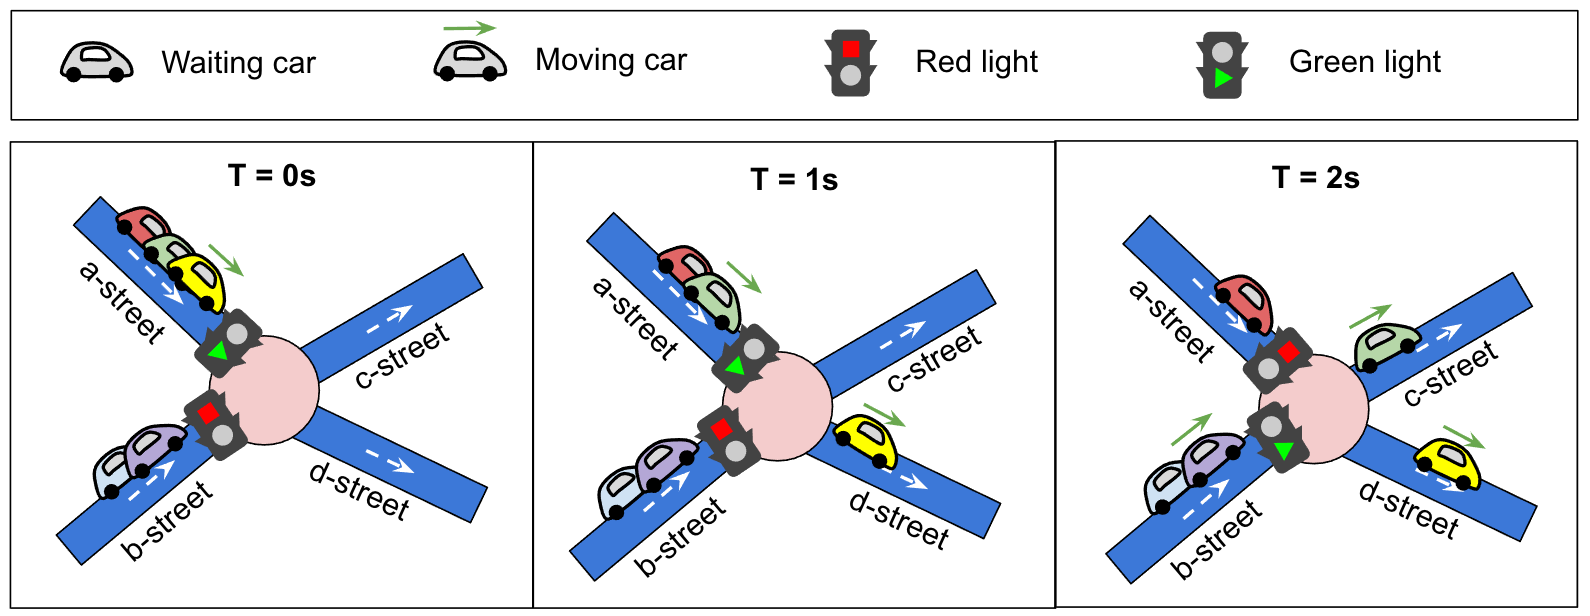 Waiting car
Moving car
Red light
Green light
T = 0s
a-street
b-street
c-street
d-street
T = 1s
a-street
b-street
c-street
d-street
T = 2s
a-street
b-street
c-street
d-street